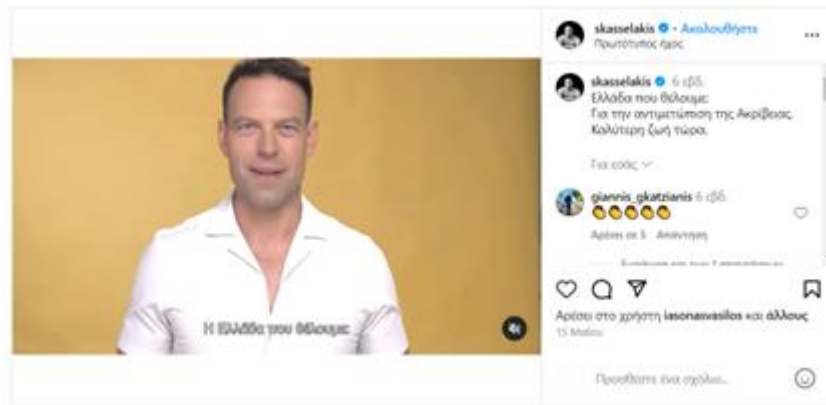 skasselakis • Ακολουθήστε
Πρωτότυπος ήχος
skasselakis 6 εβδ.
Ελλάδα που θέλουμε:
Για την αντιμετώπιση της Ακρίβειας.
Καλύτερη ζωή τώρα.
Για εσάς
giannis_gkatzianis 6 εβδ.
👏👏👏👏👏
Αρέσει σε 5 Απάντηση
Η Ελλάδα που θέλουμε:
Αρέσει στο χρήστη iasonasvasilos και άλλους
15 Μαΐου
Προσθέστε ένα σχόλιο...